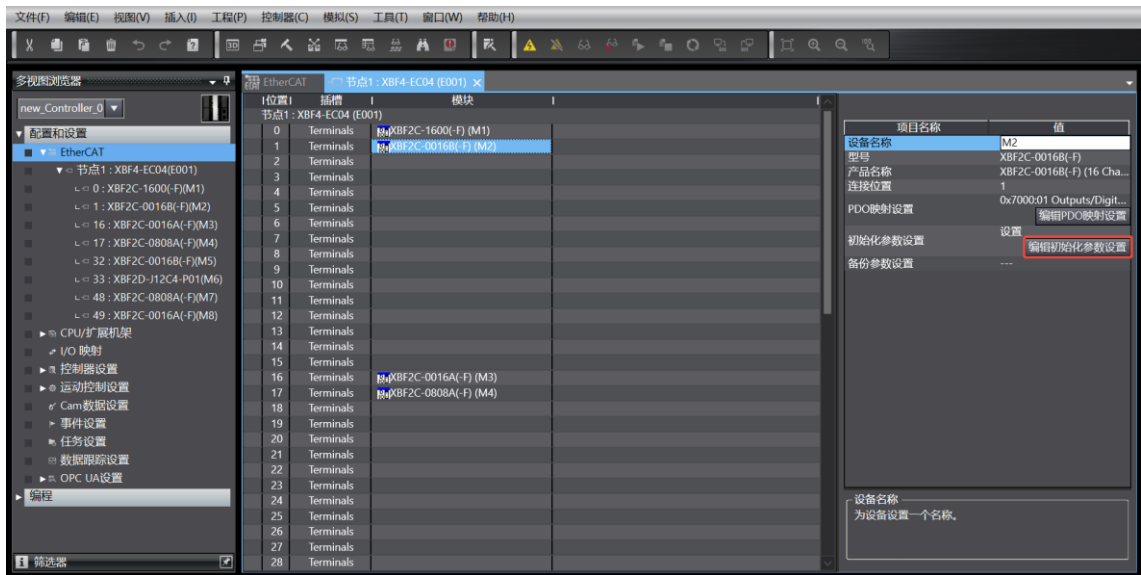 文件(F) 编辑(E) 视图(V) 插入(I) 工程(P) 控制器(C) 模拟(S) 工具(T) 窗口(W) 帮助(H)
多视图浏览器
new_Controller_0
配置和设置
EtherCAT
节点1 : XBF4-EC04(E001)
0 : XBF2C-1600(-F)(M1)
1 : XBF2C-0016B(-F)(M2)
16 : XBF2C-0016A(-F)(M3)
17 : XBF2C-0808A(-F)(M4)
32 : XBF2C-0016B(-F)(M5)
33 : XBF2D-J12C4-P01(M6)
48 : XBF2C-0808A(-F)(M7)
49 : XBF2C-0016A(-F)(M8)
CPU/扩展机架
I/O 映射
控制器设置
运动控制设置
Cam数据设置
事件设置
任务设置
数据跟踪设置
OPC UA设置
编程
筛选器
EtherCAT 节点1 : XBF4-EC04 (E001)
位置 插槽 模块
节点1 : XBF4-EC04 (E001)
0 Terminals XBF2C-1600(-F) (M1)
1 Terminals XBF2C-0016B(-F) (M2)
2 Terminals
3 Terminals
4 Terminals
5 Terminals
6 Terminals
7 Terminals
8 Terminals
9 Terminals
10 Terminals
11 Terminals
12 Terminals
13 Terminals
14 Terminals
15 Terminals
16 Terminals XBF2C-0016A(-F) (M3)
17 Terminals XBF2C-0808A(-F) (M4)
18 Terminals
19 Terminals
20 Terminals
21 Terminals
22 Terminals
23 Terminals
24 Terminals
25 Terminals
26 Terminals
27 Terminals
28 Terminals
项目名称 值
设备名称 M2
型号 XBF2C-0016B(-F)
产品名称 XBF2C-0016B(-F) (16 Cha...
连接位置 1
PDO映射设置 0x7000:01 Outputs/Digit...
编辑PDO映射设置
初始化参数设置 设置
编辑初始化参数设置
备份参数设置 ---
设备名称
为设备设置一个名称。